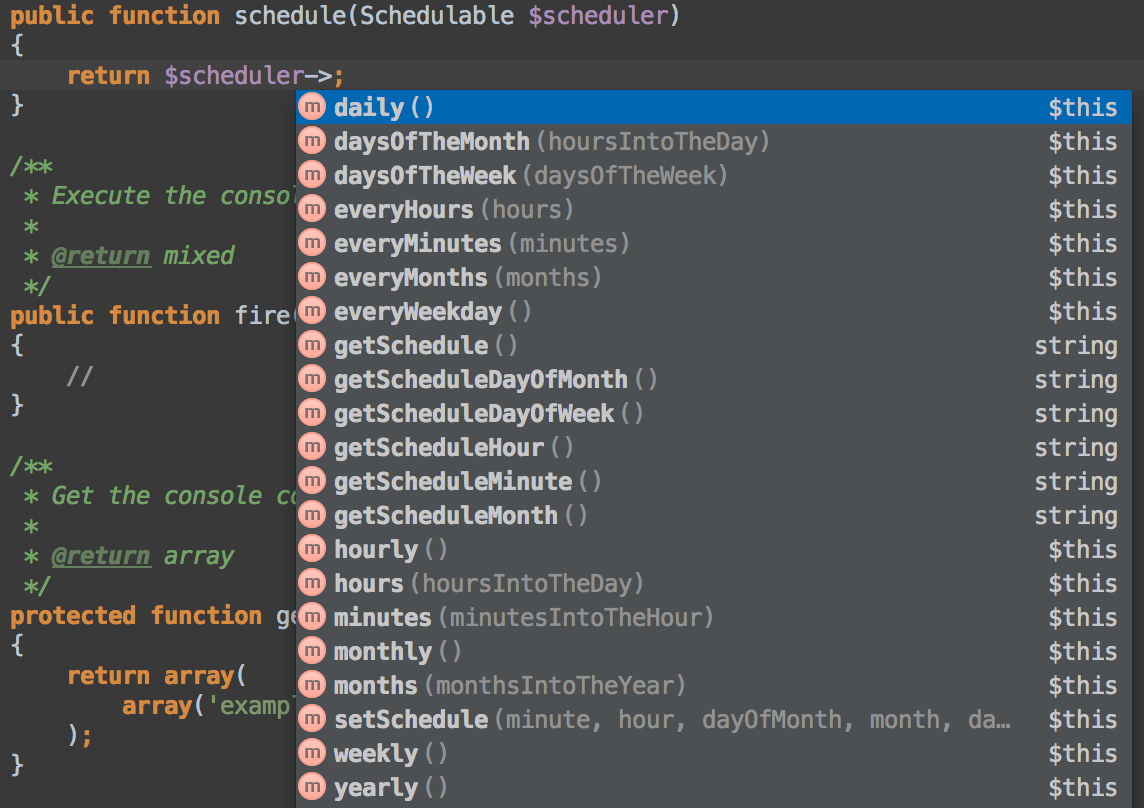 public function schedule(Schedulable $scheduler)
{
    return $scheduler->;
}
m daily() $this
m daysOfTheMonth(hoursIntoTheDay) $this
/**
m daysOfTheWeek(daysOfTheWeek) $this
 * Execute the consol
m everyHours(hours) $this
 *
m everyMinutes(minutes) $this
 * @return mixed
m everyMonths(months) $this
 */
m everyWeekday() $this
public function fire(
{
m getSchedule() string
    //
m getScheduleDayOfMonth() string
}
m getScheduleDayOfWeek() string
m getScheduleHour() string
/**
m getScheduleMinute() string
 * Get the console co
m getScheduleMonth() string
 *
m hourly() $this
 * @return array
m hours(hoursIntoTheDay) $this
 */
m minutes(minutesIntoTheHour) $this
protected function ge
{
m monthly() $this
    return array(
m months(monthsIntoTheYear) $this
        array('examp
m setSchedule(minute, hour, dayOfMonth, month, da… $this
    );
m weekly() $this
}
m yearly() $this